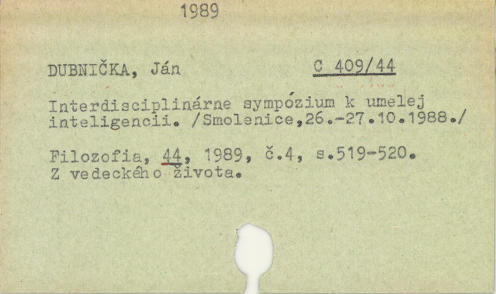 1989
DUBNIČKA, Ján C 409/44
Interdisciplinárne sympózium k umelej
inteligencii. /Smolenice,26.-27.10.1988./
Filozofia, 44, 1989, č.4, s.519-520.
Z vedeckého života.